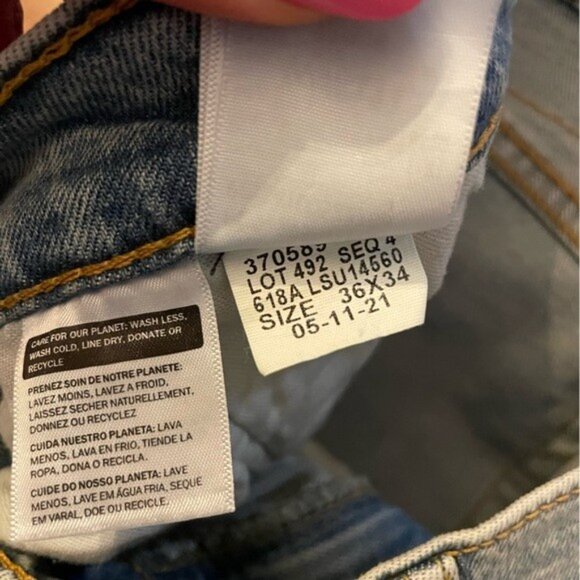 370589
LOT 492 SEQ 4
618A LSU14560
SIZE 36X34
05-11-21
CARE FOR OUR PLANET: WASH LESS,
WASH COLD, LINE DRY, DONATE OR
RECYCLE
PRENEZ SOIN DE NOTRE PLANETE:
LAVEZ MOINS, LAVEZ A FROID,
LAISSEZ SECHER NATURELLEMENT,
DONNEZ OU RECYCLEZ
CUIDA NUESTRO PLANETA: LAVA
MENOS, LAVA EN FRIO, TIENDE LA
ROPA, DONA O RECICLA.
CUIDE DO NOSSO PLANETA: LAVE
MENOS, LAVE EM ÁGUA FRIA, SEQUE
EM VARAL, DOE OU RECICLE.